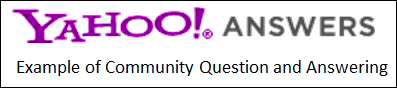 YAHOO!® ANSWERS
Example of Community Question and Answering